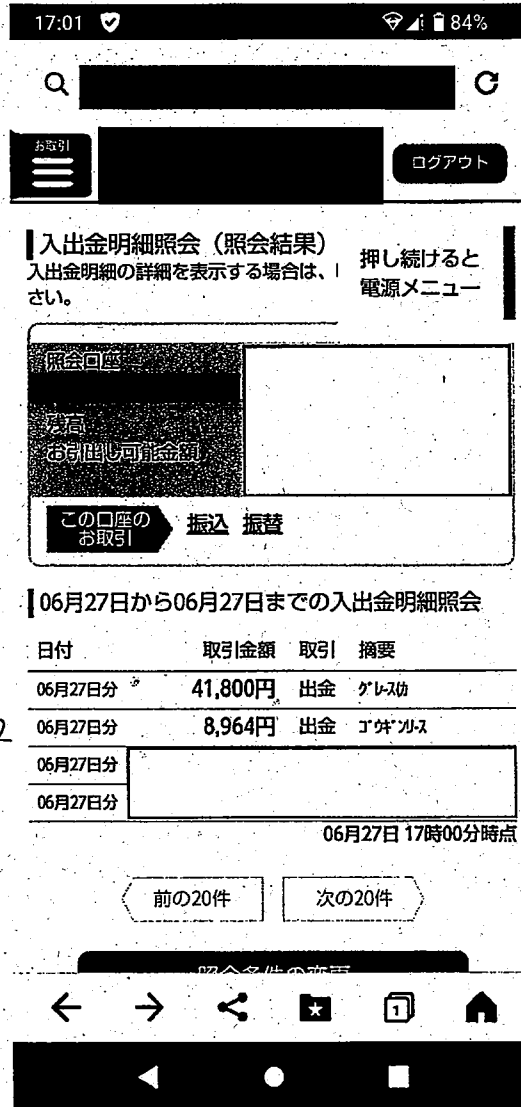 17:01 84%
お取引
ログアウト
入出金明細照会（照会結果）
入出金明細の詳細を表示する場合は、
さい。
押し続けると
電源メニュー
照会口座
残高
お引出し可能金額
この口座の
お取引
振込 振替
06月27日から06月27日までの入出金明細照会
日付 取引金額 取引 摘要
06月27日分 41,800円 出金 ｸﾞﾚｰｽ
06月27日分 8,964円 出金 ｺﾞｳｷﾞﾝﾘｰｽ
06月27日分
06月27日分
06月27日 17時00分時点
前の20件 次の20件
照会条件の変更
1